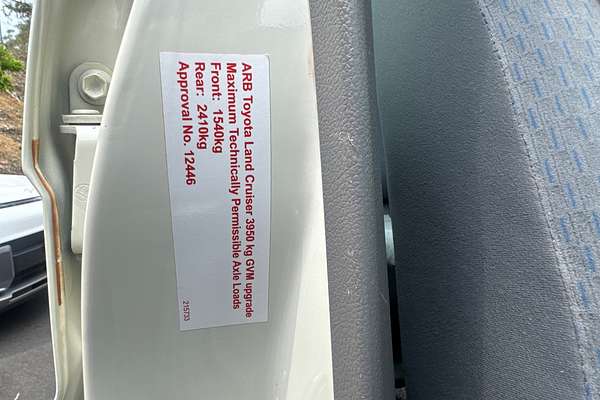 ARB Toyota Land Cruiser 3950 kg GVM upgrade
Maximum Technically Permissible Axle Loads
Front: 1540kg
Rear: 2410kg
Approval No. 12446
215733